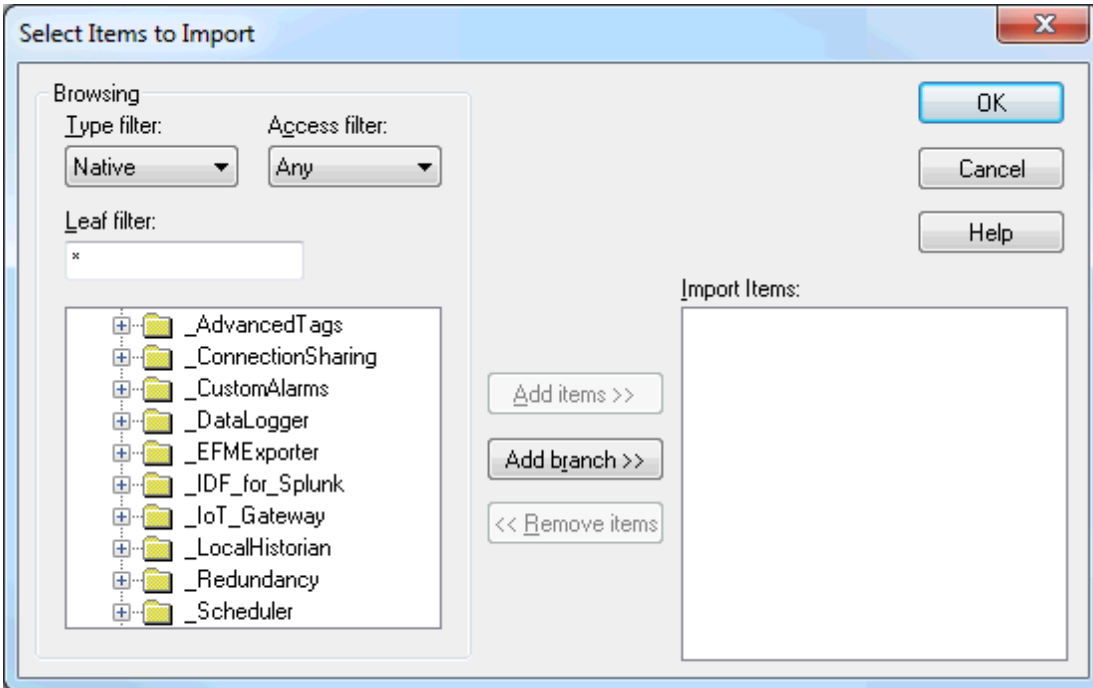 Select Items to Import
Browsing
Type filter:
Access filter:
Native
Any
Leaf filter:
*
_AdvancedTags
_ConnectionSharing
_CustomAlarms
_DataLogger
_EFMExporter
_IDF_for_Splunk
_IoT_Gateway
_LocalHistorian
_Redundancy
_Scheduler
Add items >>
Add branch >>
<< Remove items
OK
Cancel
Help
Import Items: